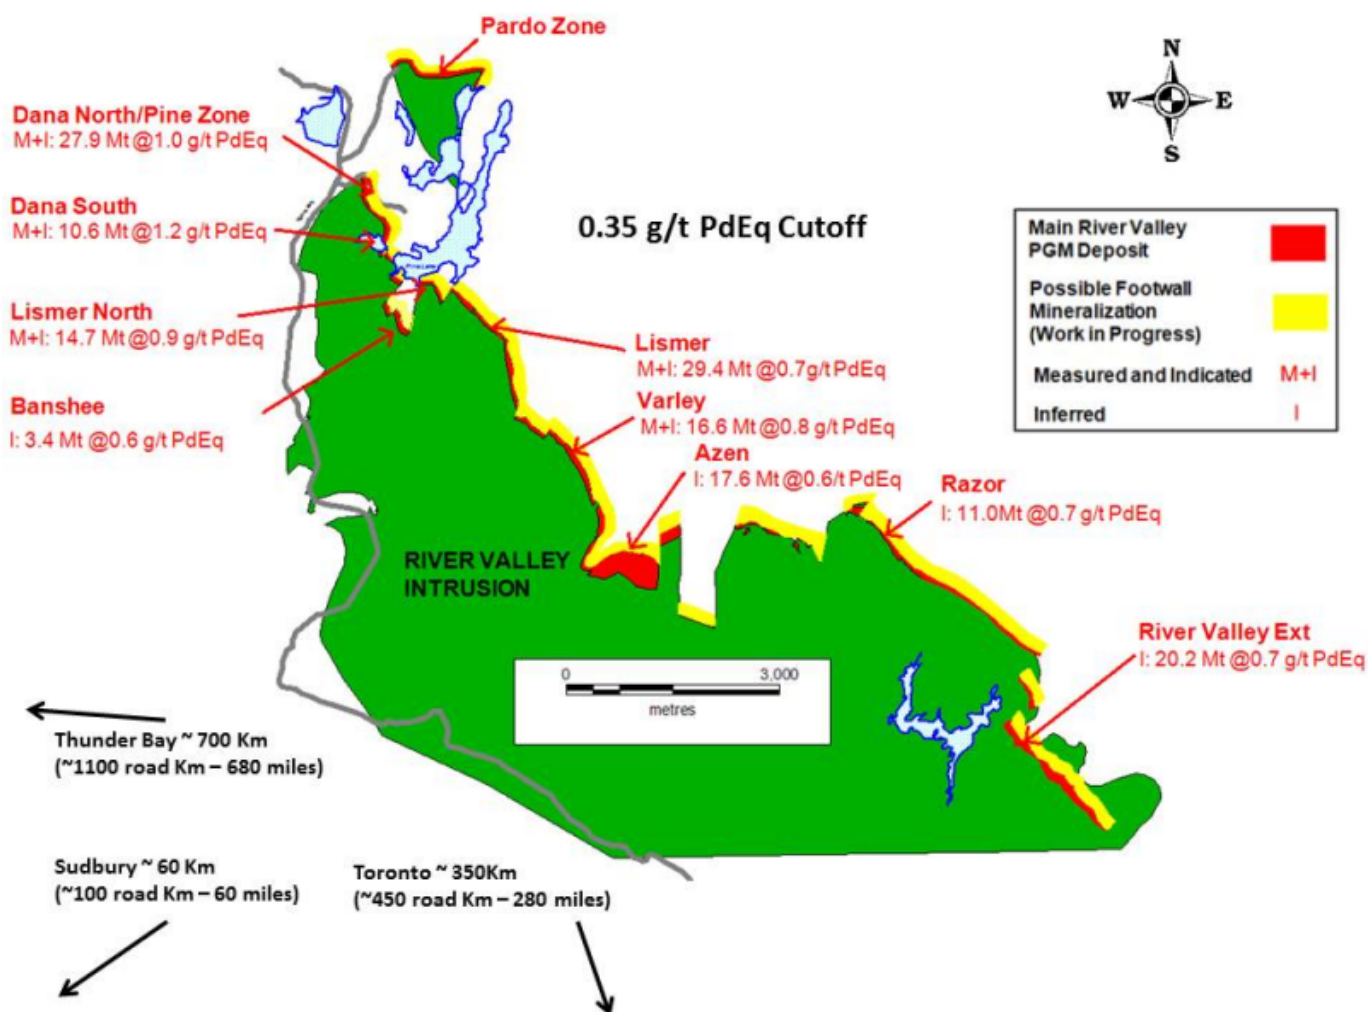 Pardo Zone
N
W E
S
Dana North/Pine Zone
M+I: 27.9 Mt @1.0 g/t PdEq
Dana South
M+I: 10.6 Mt @1.2 g/t PdEq
0.35 g/t PdEq Cutoff
Main River Valley
PGM Deposit
Possible Footwall
Mineralization
(Work in Progress)
Measured and Indicated M+I
Inferred I
Lismer North
M+I: 14.7 Mt @0.9 g/t PdEq
Lismer
M+I: 29.4 Mt @0.7g/t PdEq
Banshee
I: 3.4 Mt @0.6 g/t PdEq
Varley
M+I: 16.6 Mt @0.8 g/t PdEq
Azen
I: 17.6 Mt @0.6/t PdEq
Razor
I: 11.0Mt @0.7 g/t PdEq
RIVER VALLEY
INTRUSION
River Valley Ext
I: 20.2 Mt @0.7 g/t PdEq
0 3,000
metres
Thunder Bay ~ 700 Km
(~1100 road Km – 680 miles)
Sudbury ~ 60 Km
(~100 road Km – 60 miles)
Toronto ~ 350Km
(~450 road Km – 280 miles)